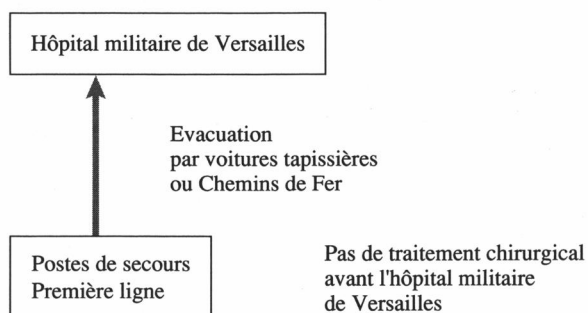 Hôpital militaire de Versailles
Evacuation
par voitures tapissières
ou Chemins de Fer
Postes de secours
Première ligne
Pas de traitement chirurgical
avant l'hôpital militaire
de Versailles